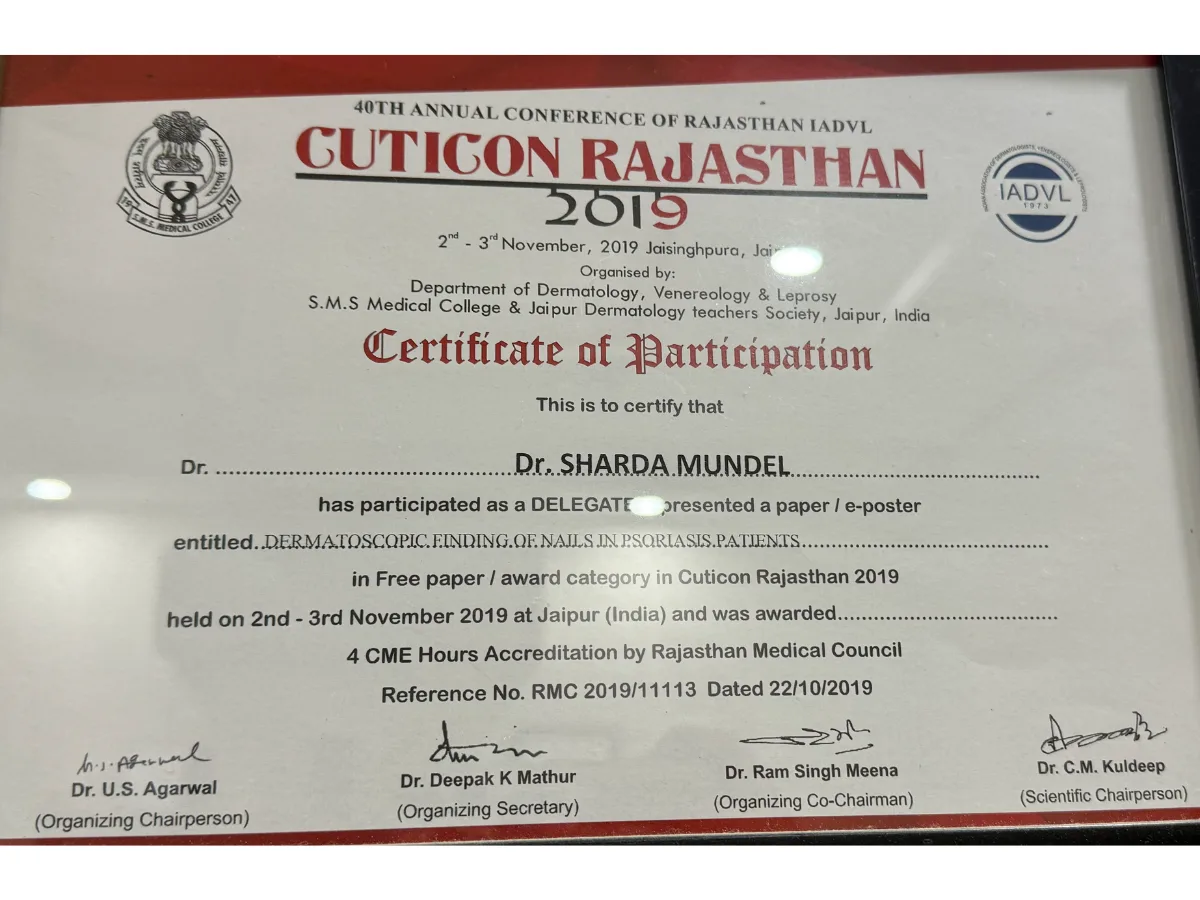 40TH ANNUAL CONFERENCE OF RAJASTHAN IADVL
CUTICON RAJASTHAN
2019
IADVL
1973
19 S.M.S. MEDICAL COLLEGE 47
2nd - 3rd November, 2019 Jaisinghpura,
Organised by:
Department of Dermatology, Venereology & Leprosy
S.M.S Medical College & Jaipur Dermatology teachers Society, Jaipur, India
Certificate of Participation
This is to certify that
Dr. ........................................Dr. SHARDA MUNDEL........................................
has participated as a DELEGATE presented a paper / e-poster
entitled..DERMATOSCOPIC.FINDING.OF NAILS IN PSORIASIS.PATIENTS........................................
in Free paper / award category in Cuticon Rajasthan 2019
held on 2nd - 3rd November 2019 at Jaipur (India) and was awarded....................................
4 CME Hours Accreditation by Rajasthan Medical Council
Reference No. RMC 2019/11113 Dated 22/10/2019
Dr. U.S. Agarwal
(Organizing Chairperson)
Dr. Deepak K Mathur
(Organizing Secretary)
Dr. Ram Singh Meena
(Organizing Co-Chairman)
Dr. C.M. Kuldeep
(Scientific Chairperson)